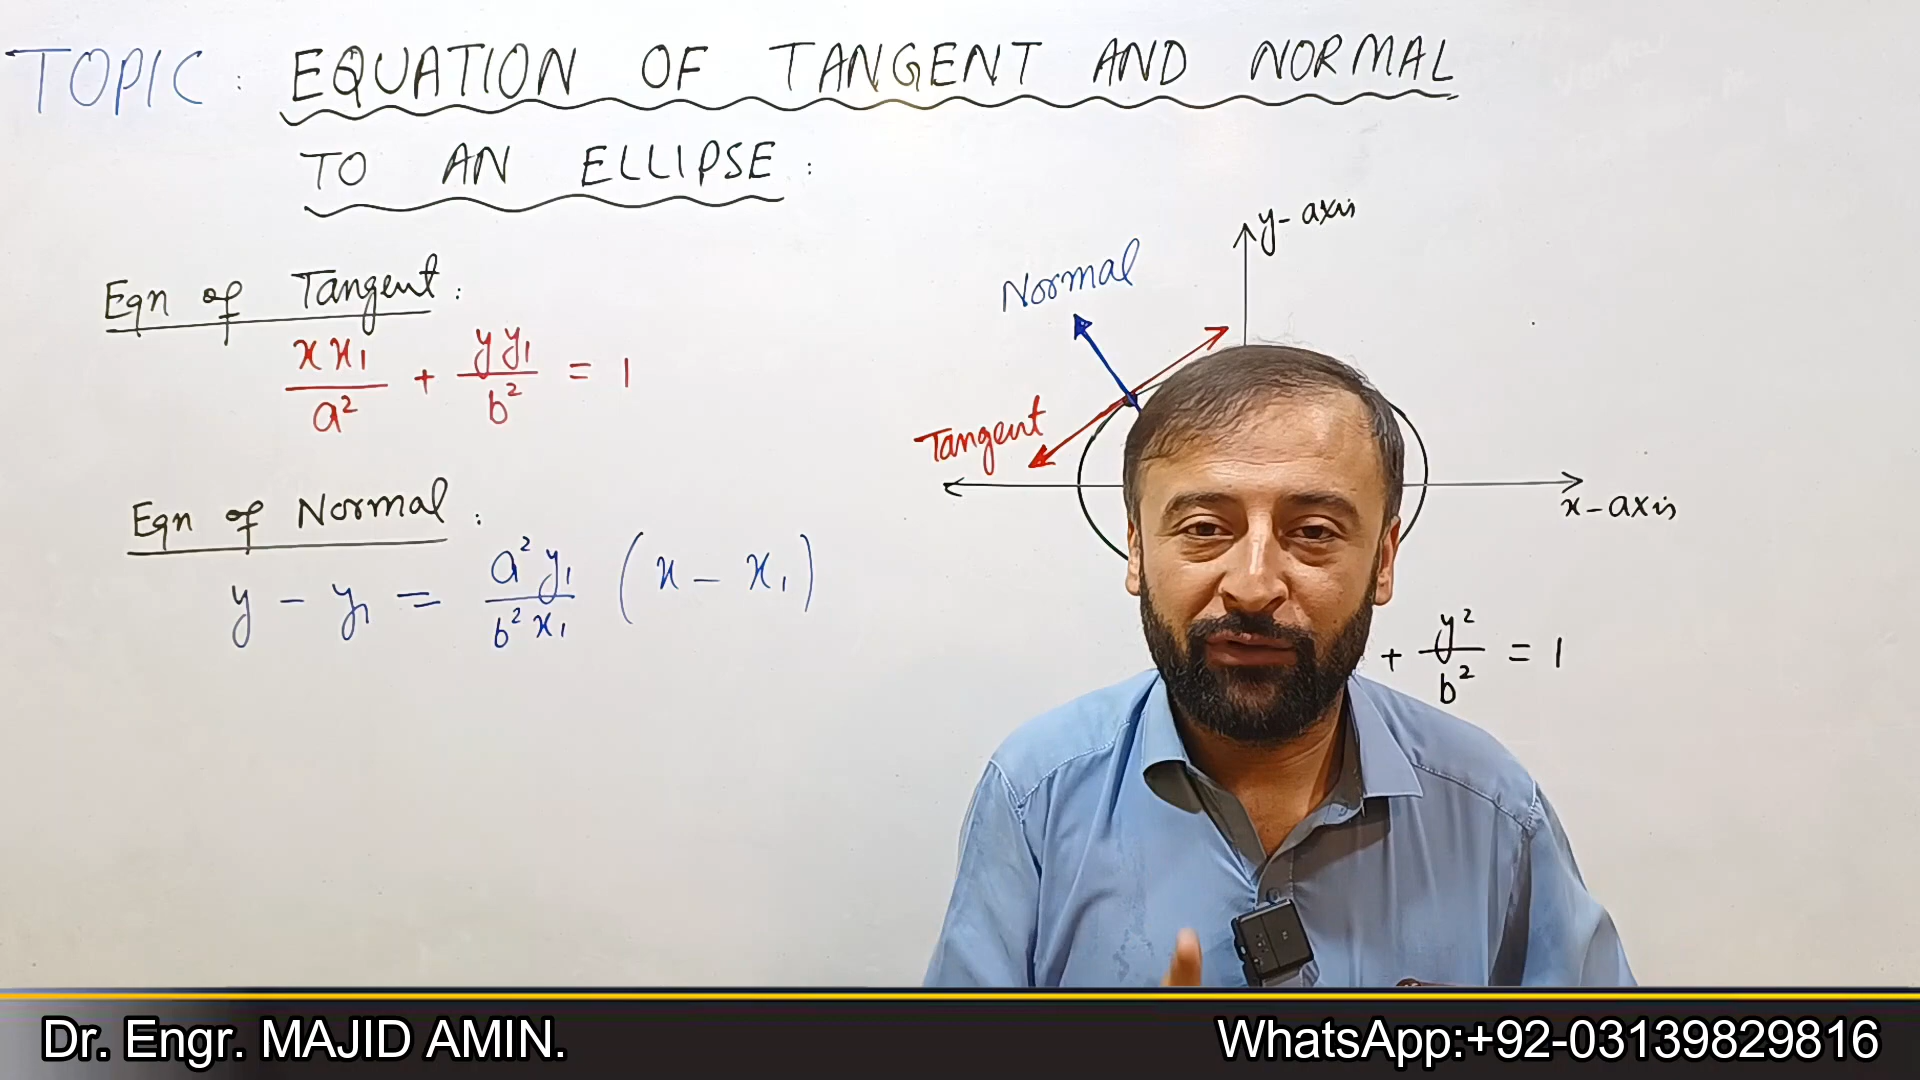 TOPIC: EQUATION OF TANGENT AND NORMAL
TO AN ELLIPSE:
Eqn of Tangent:
xx₁/a² + yy₁/b² = 1
Eqn of Normal:
y - y₁ = a²y₁/b²x₁ (x - x₁)
y-axis
Normal
Tangent
x-axis
+ y²/b² = 1
Dr. Engr. MAJID AMIN.
WhatsApp:+92-03139829816